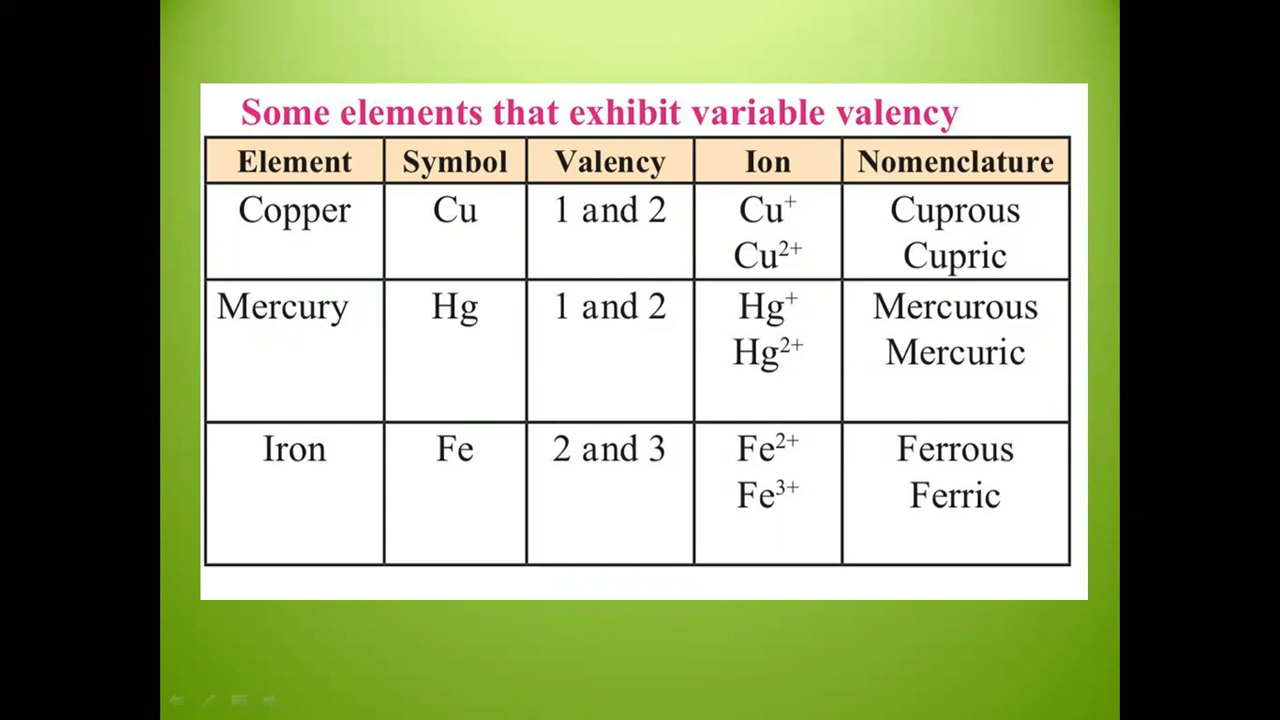 Some elements that exhibit variable valency
Element Symbol Valency Ion Nomenclature
Copper Cu 1 and 2 Cu⁺ Cuprous
Cu²⁺ Cupric
Mercury Hg 1 and 2 Hg⁺ Mercurous
Hg²⁺ Mercuric
Iron Fe 2 and 3 Fe²⁺ Ferrous
Fe³⁺ Ferric